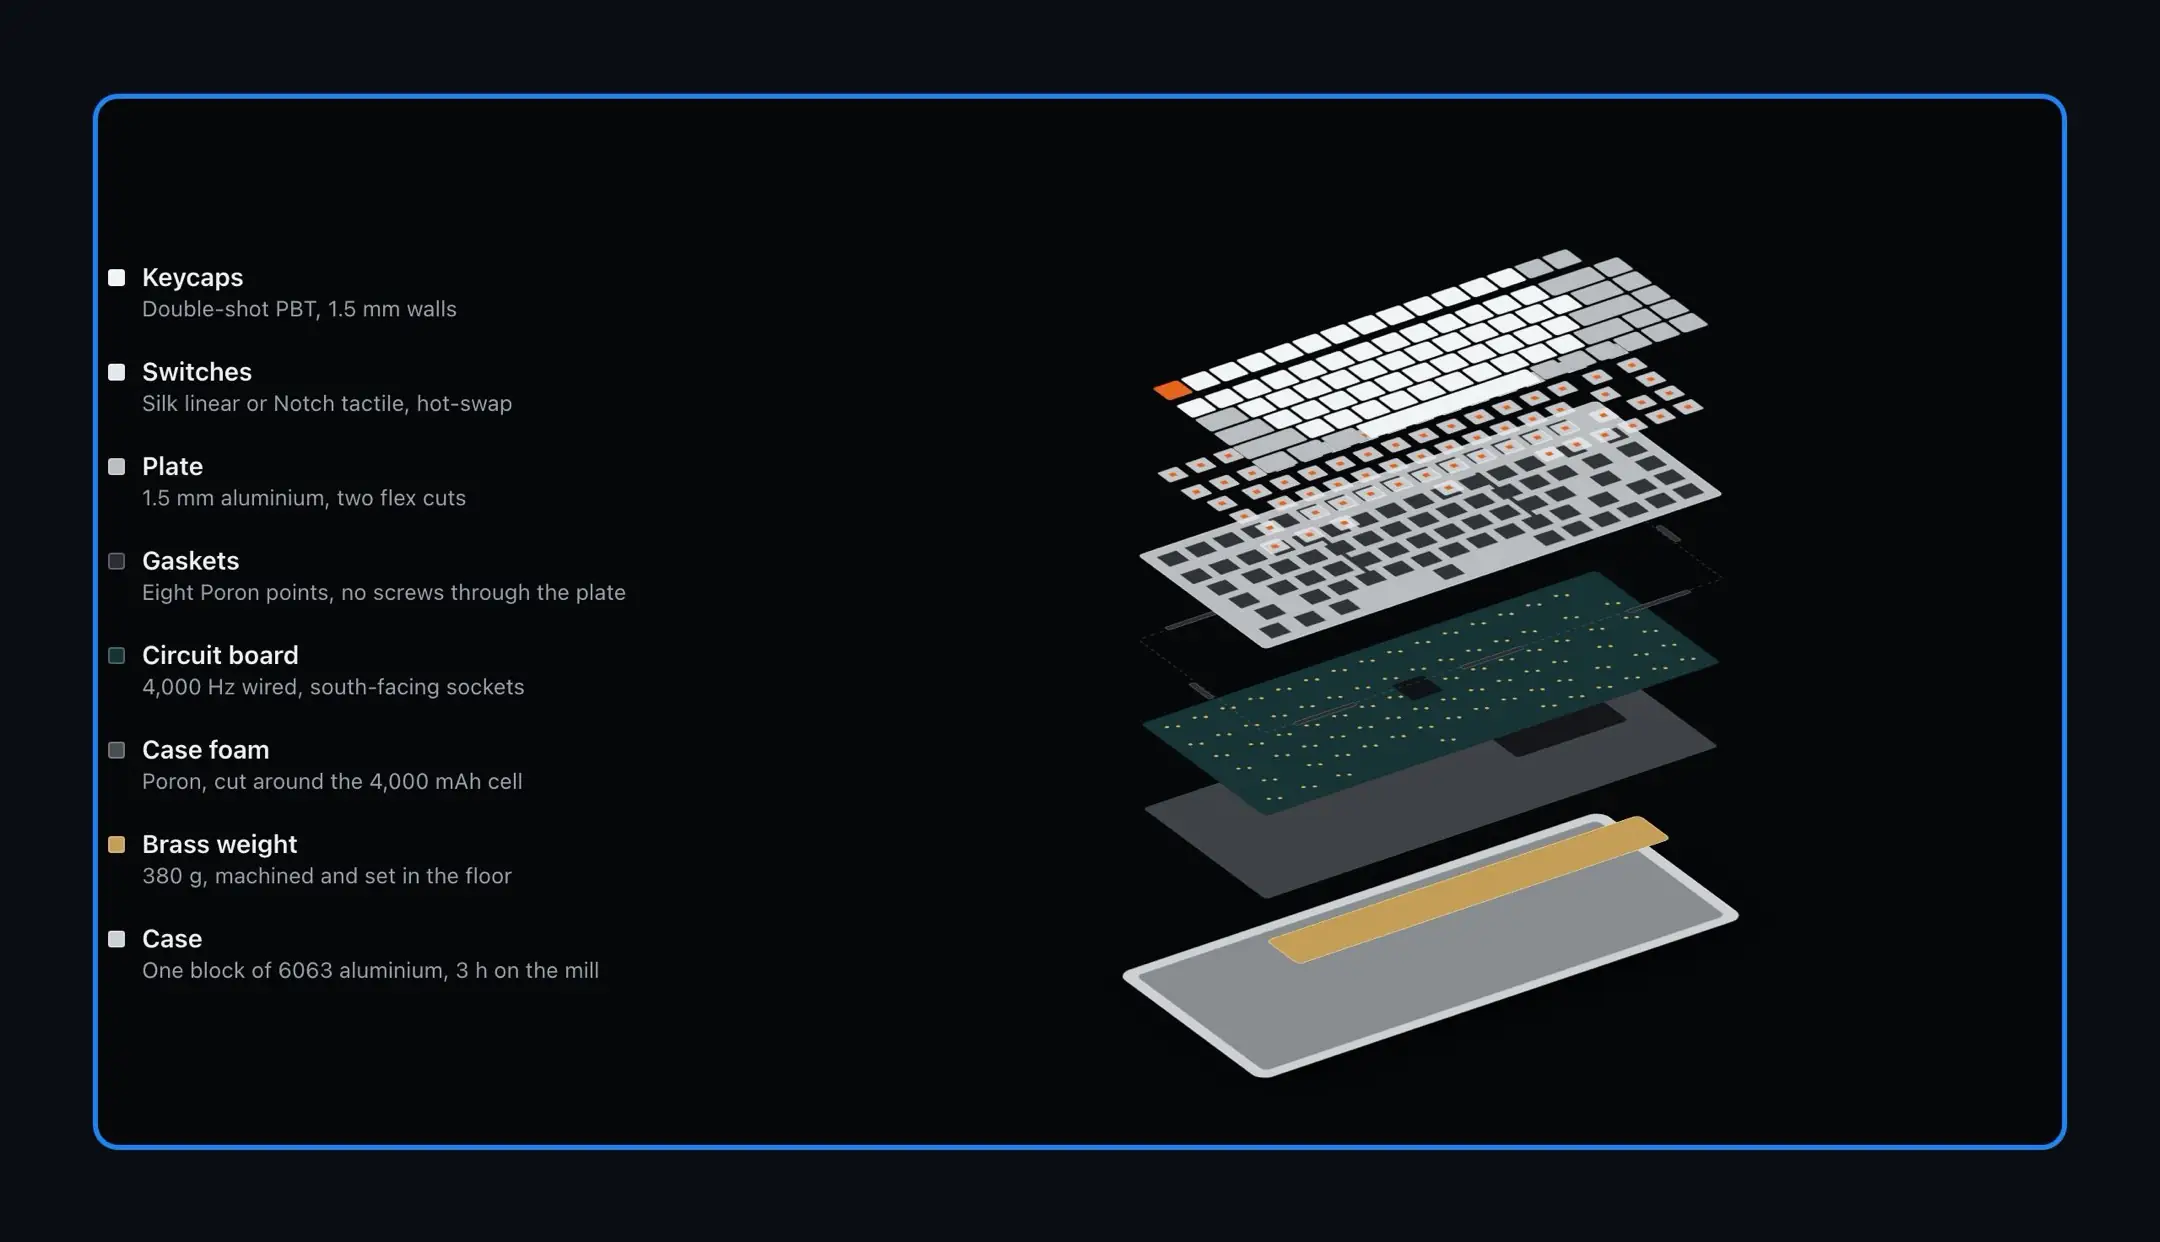 Keycaps
Double-shot PBT, 1.5 mm walls
Switches
Silk linear or Notch tactile, hot-swap
Plate
1.5 mm aluminium, two flex cuts
Gaskets
Eight Poron points, no screws through the plate
Circuit board
4,000 Hz wired, south-facing sockets
Case foam
Poron, cut around the 4,000 mAh cell
Brass weight
380 g, machined and set in the floor
Case
One block of 6063 aluminium, 3 h on the mill